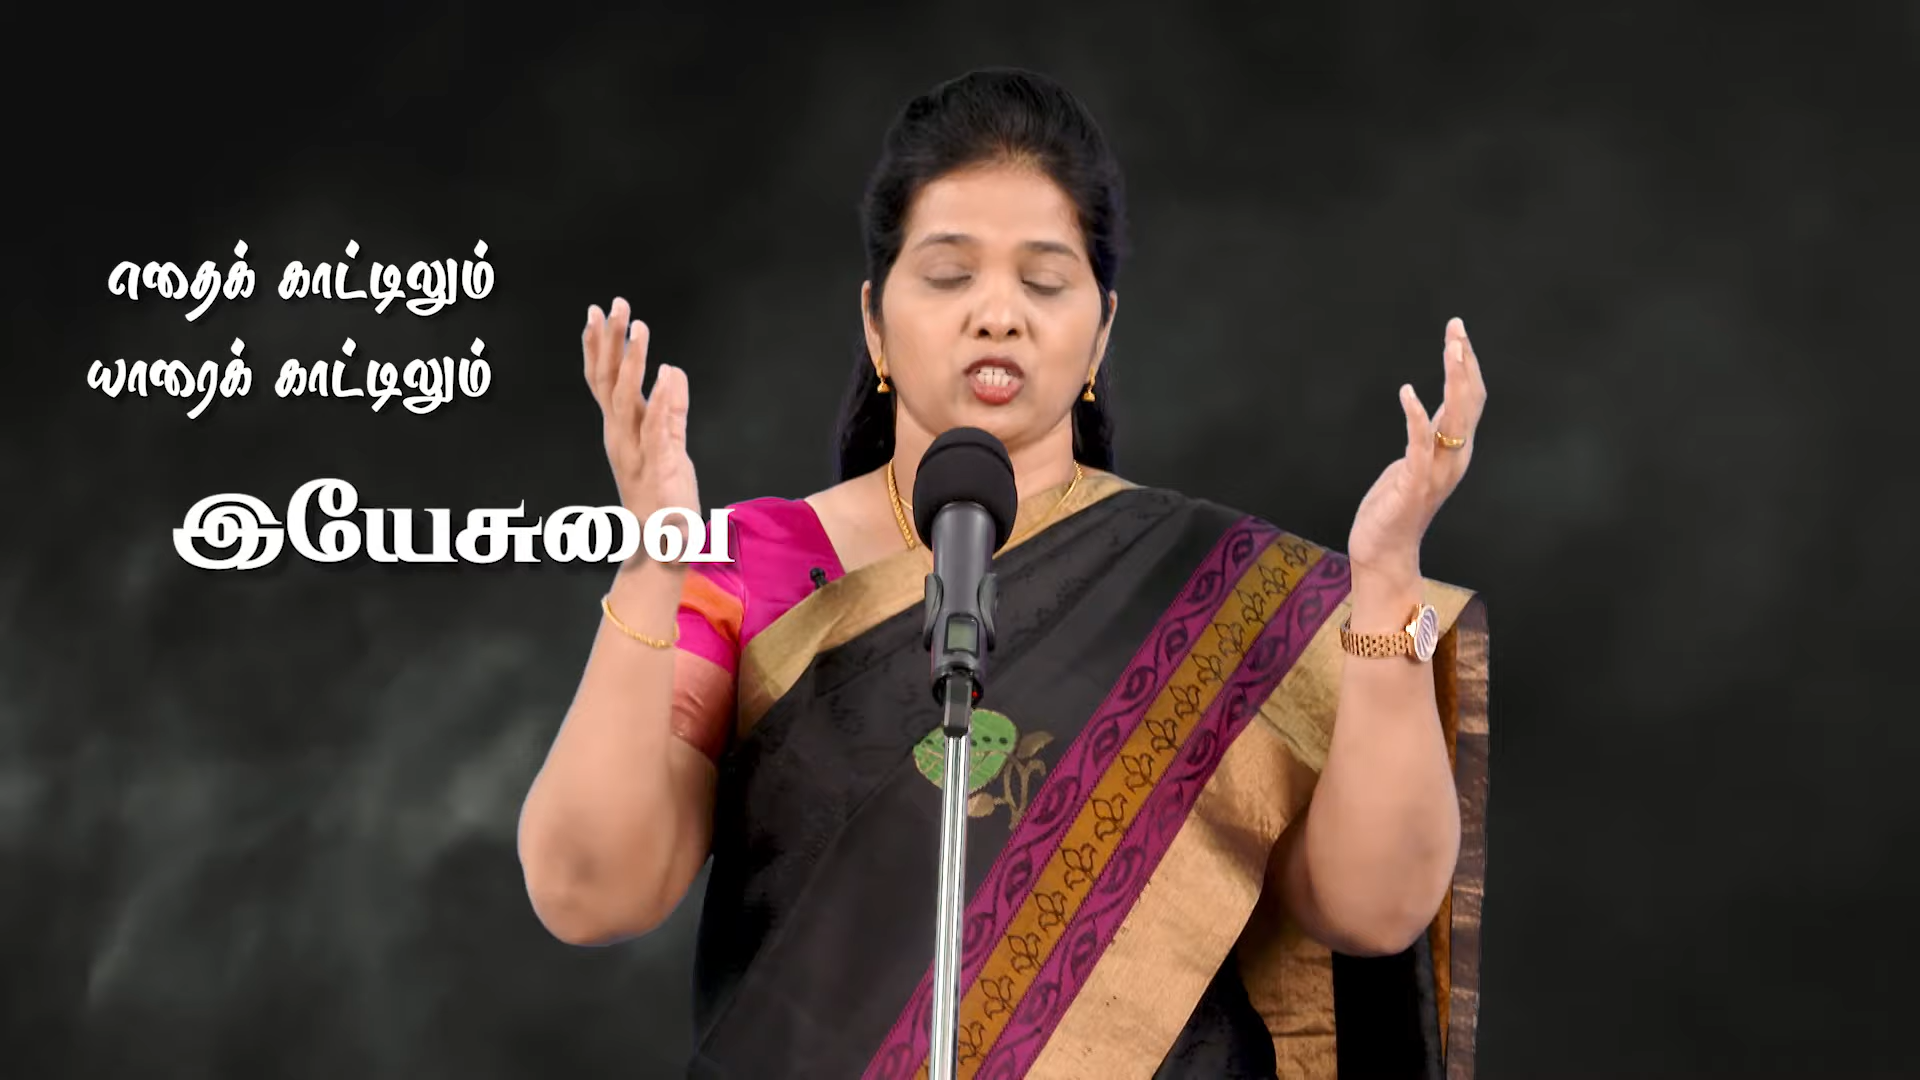 எதைக் காட்டிலும்
யாரைக் காட்டிலும்
இயேசுவை